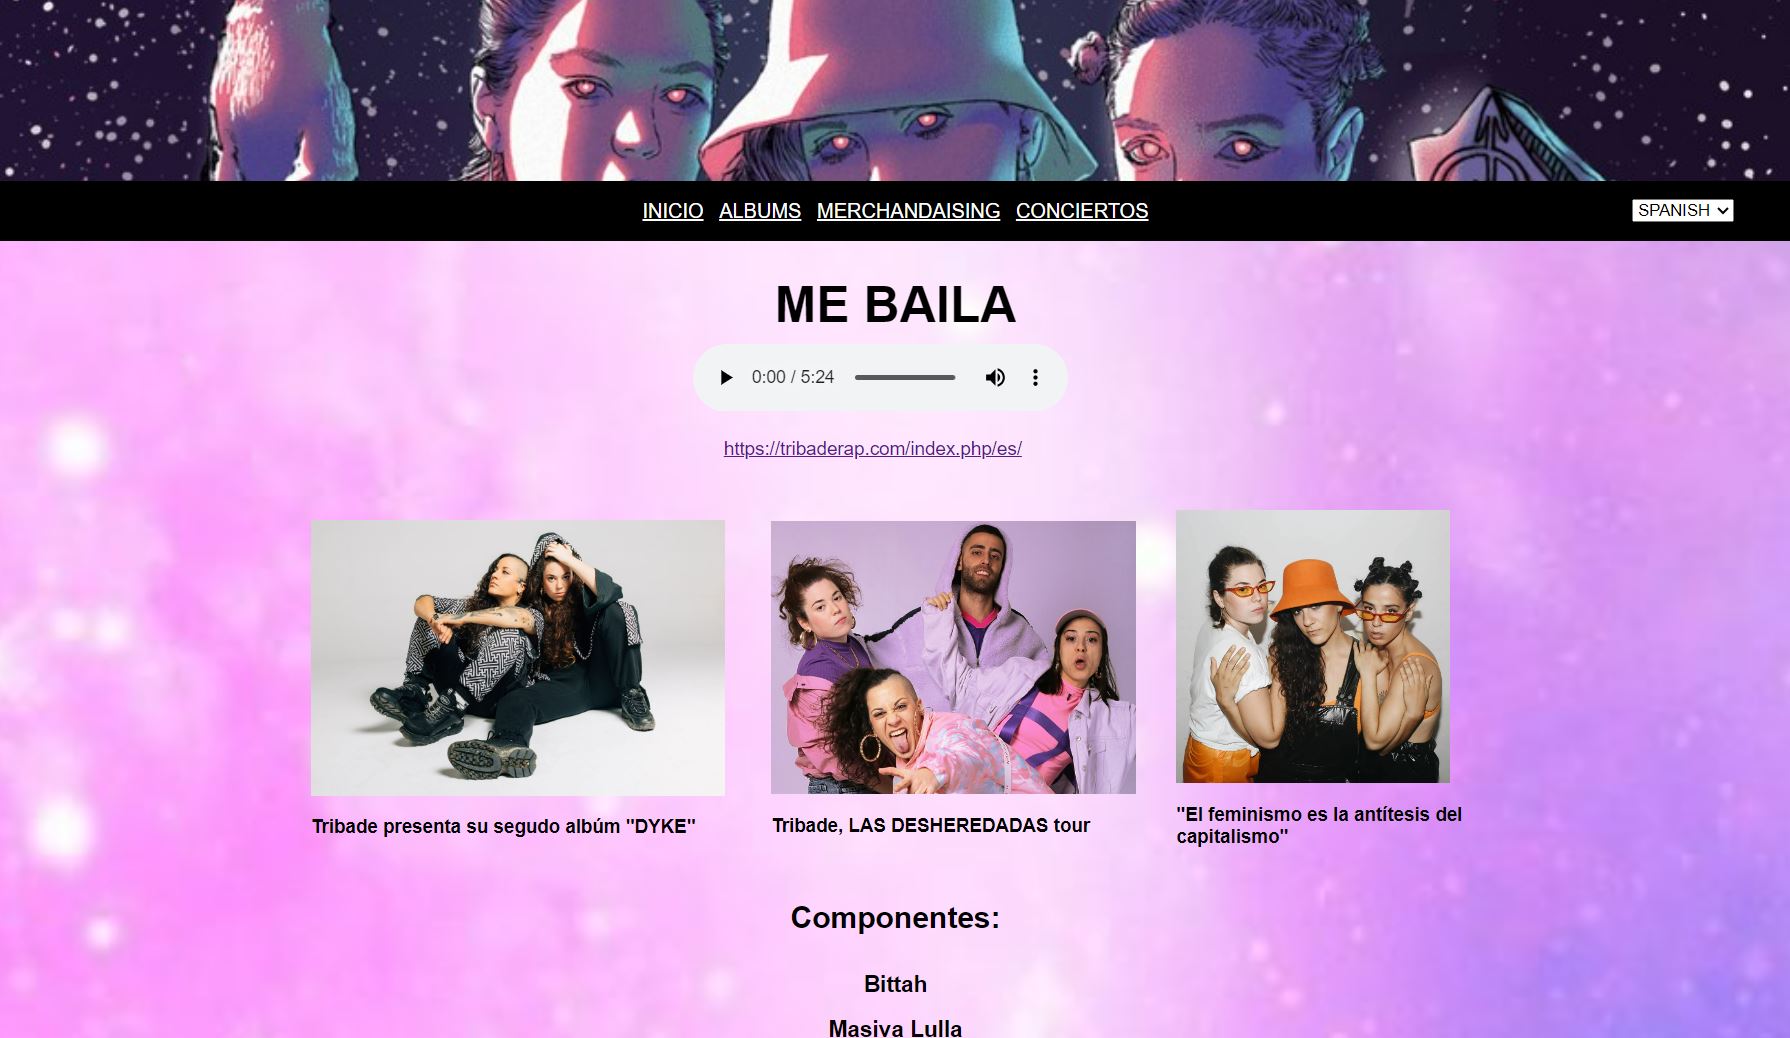 INICIO ALBUMS MERCHANDAISING CONCIERTOS SPANISH
ME BAILA
0:00 / 5:24
https://tribaderap.com/index.php/es/
Tribade presenta su segudo albúm "DYKE"
Tribade, LAS DESHEREDADAS tour
"El feminismo es la antítesis del
capitalismo"
Componentes:
Bittah
Masiva Lulla